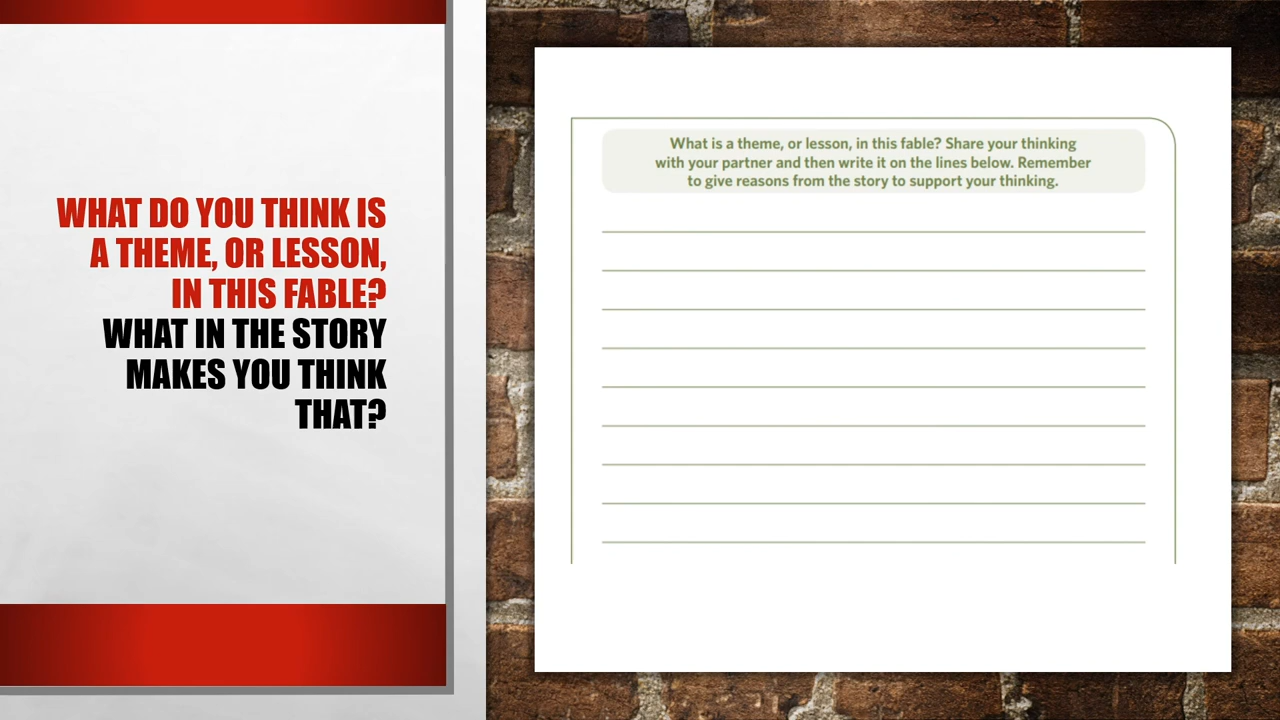 WHAT DO YOU THINK IS
A THEME, OR LESSON,
IN THIS FABLE?
WHAT IN THE STORY
MAKES YOU THINK
THAT?
What is a theme, or lesson, in this fable? Share your thinking
with your partner and then write it on the lines below. Remember
to give reasons from the story to support your thinking.